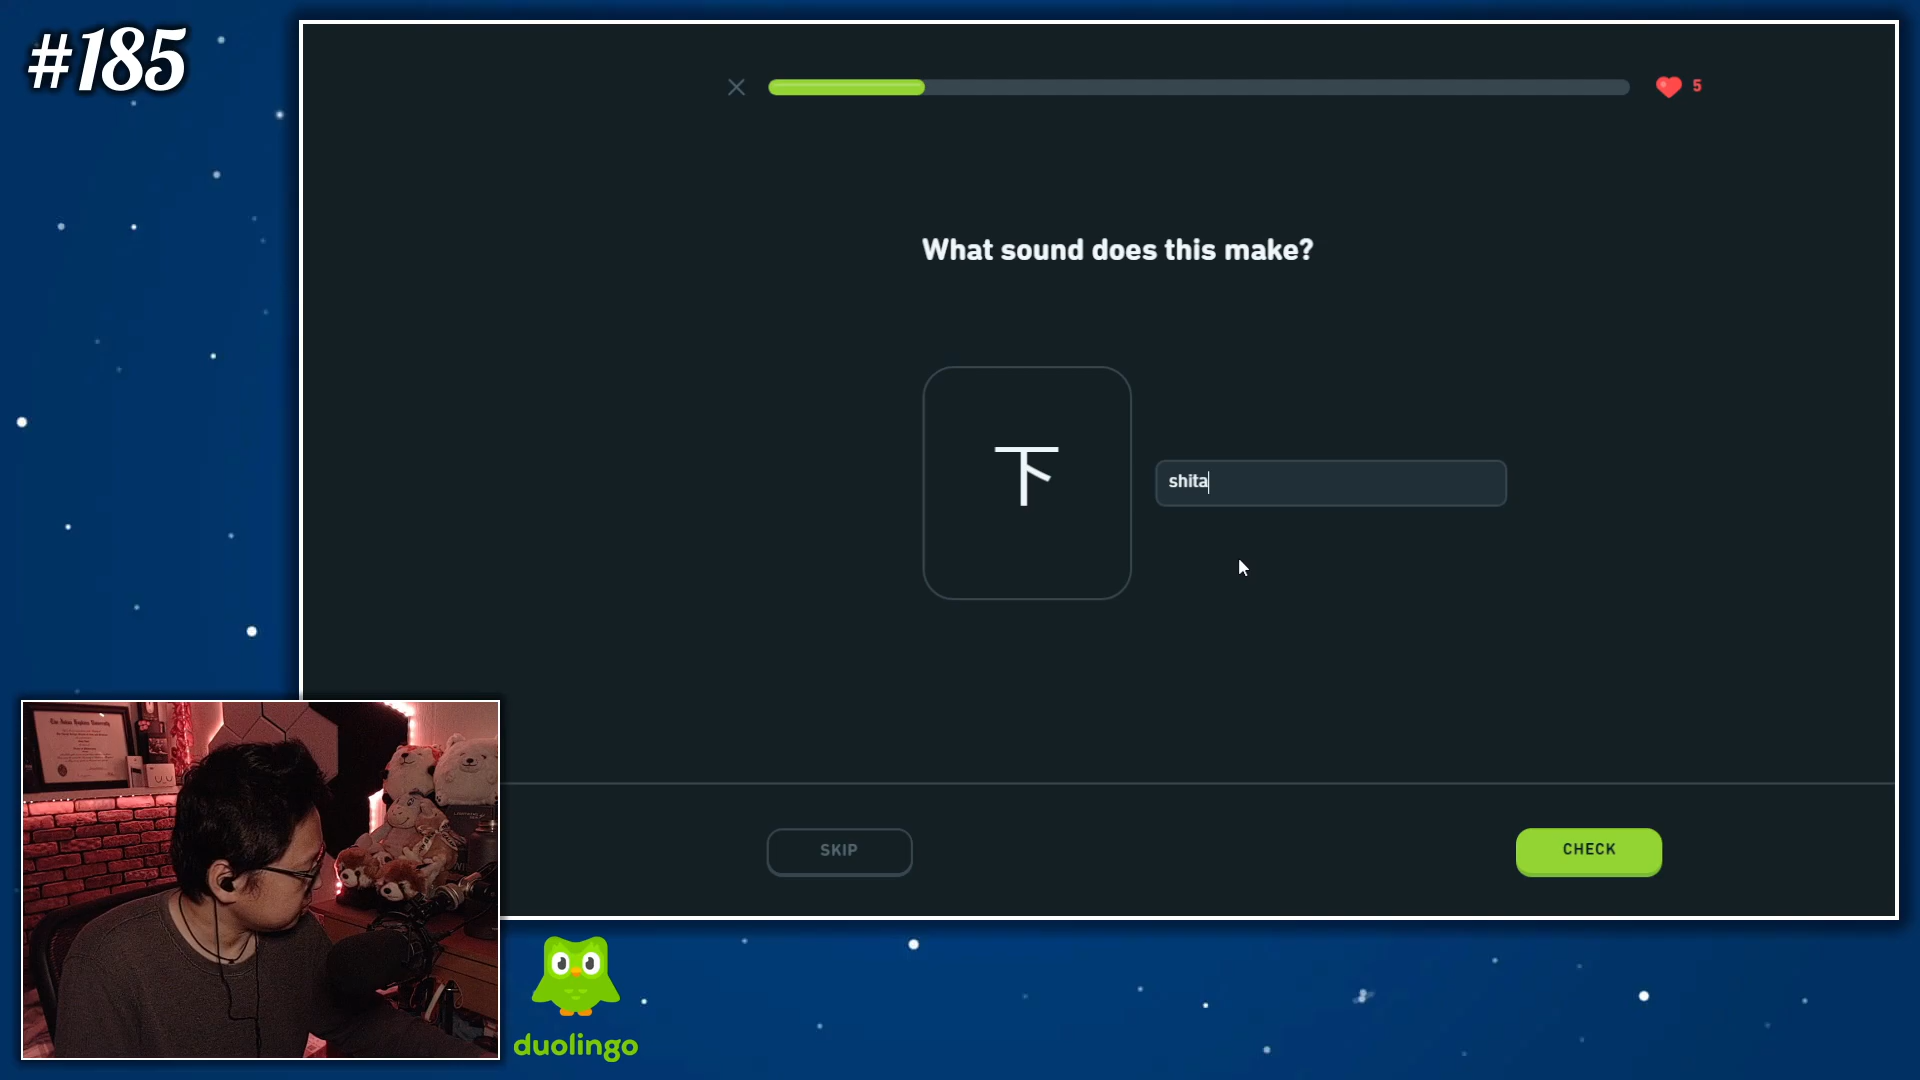 #185
5
What sound does this make?
下
shita
SKIP
CHECK
duolingo